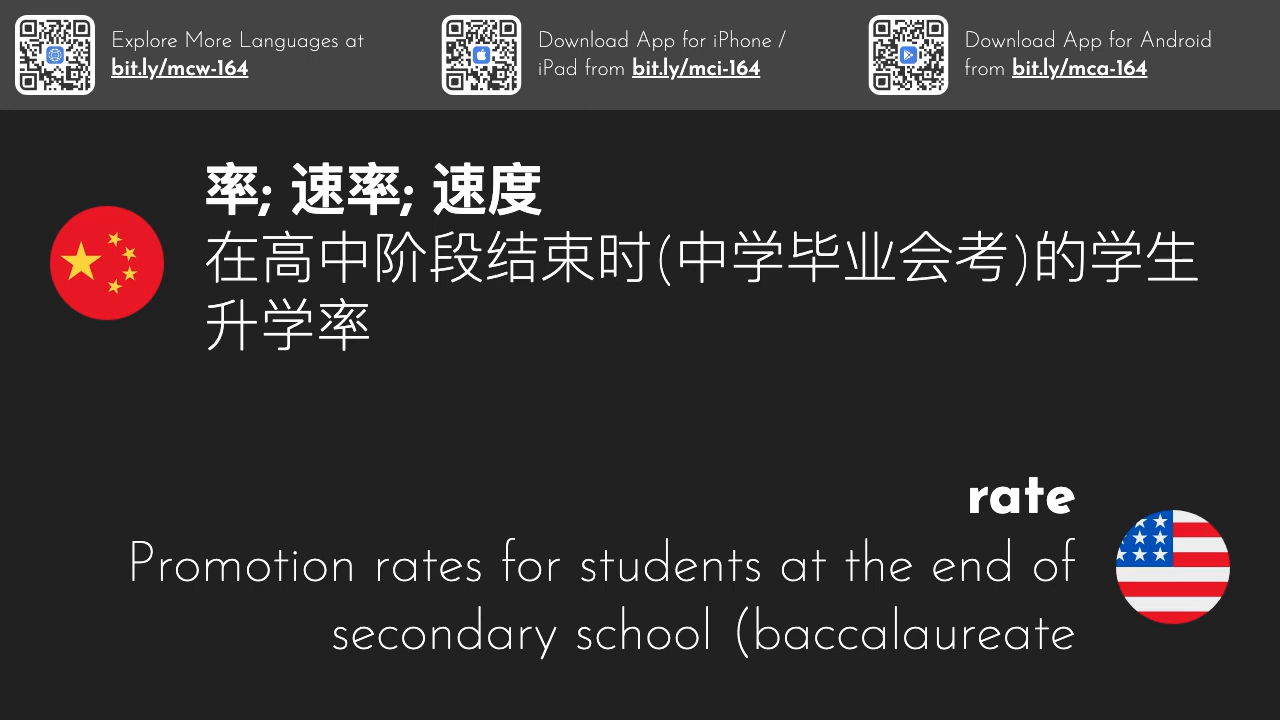 Explore More Languages at
bit.ly/mcw-164
Download App for iPhone /
iPad from bit.ly/mci-164
Download App for Android
from bit.ly/mca-164
率; 速率; 速度
在高中阶段结束时(中学毕业会考)的学生
升学率
rate
Promotion rates for students at the end of
secondary school (baccalaureate